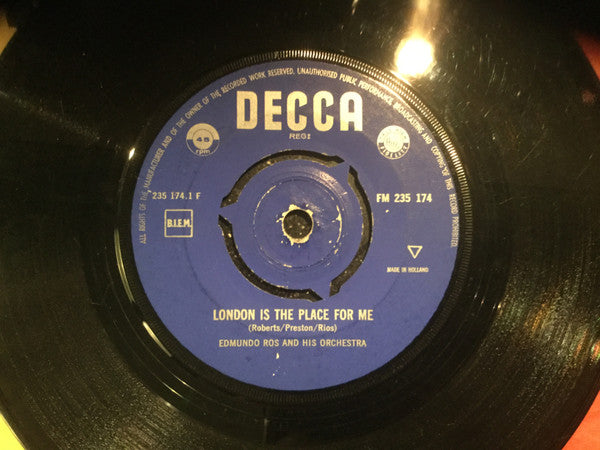 ALL RIGHTS OF THE MANUFACTURER AND OF THE OWNER OF THE RECORDED WORK RESERVED. UNAUTHORISED PUBLIC PERFORMANCE BROADCASTING AND COPYING OF THIS RECORD PROHIBITED
DECCA
REGD
45
rpm
235 174.1 F
FM 235 174
B.I.E.M.
MADE IN HOLLAND
LONDON IS THE PLACE FOR ME
(Roberts/Preston/Rios)
EDMUNDO ROS AND HIS ORCHESTRA